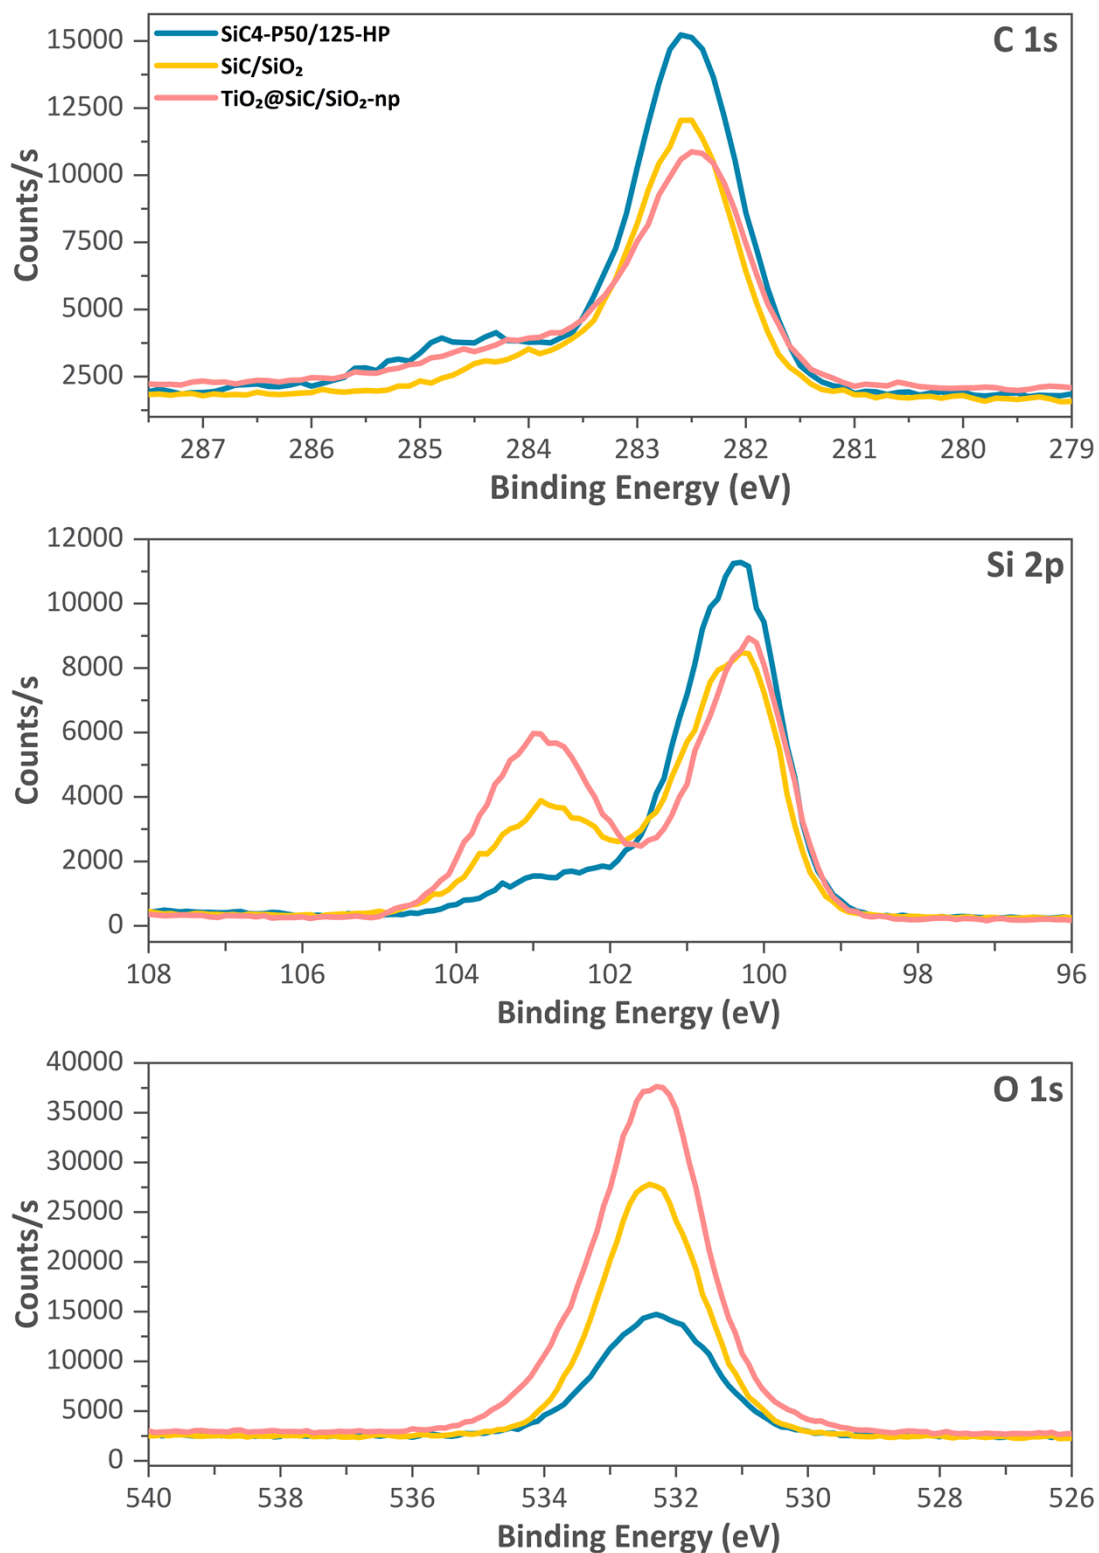 C 1s
SiC4-P50/125-HP
SiC/SiO₂
TiO₂@SiC/SiO₂-np
Counts/s
15000
12500
10000
7500
5000
2500
287 286 285 284 283 282 281 280 279
Binding Energy (eV)
Si 2p
Counts/s
12000
10000
8000
6000
4000
2000
0
108 106 104 102 100 98 96
Binding Energy (eV)
O 1s
Counts/s
40000
35000
30000
25000
20000
15000
10000
5000
0
540 538 536 534 532 530 528 526
Binding Energy (eV)